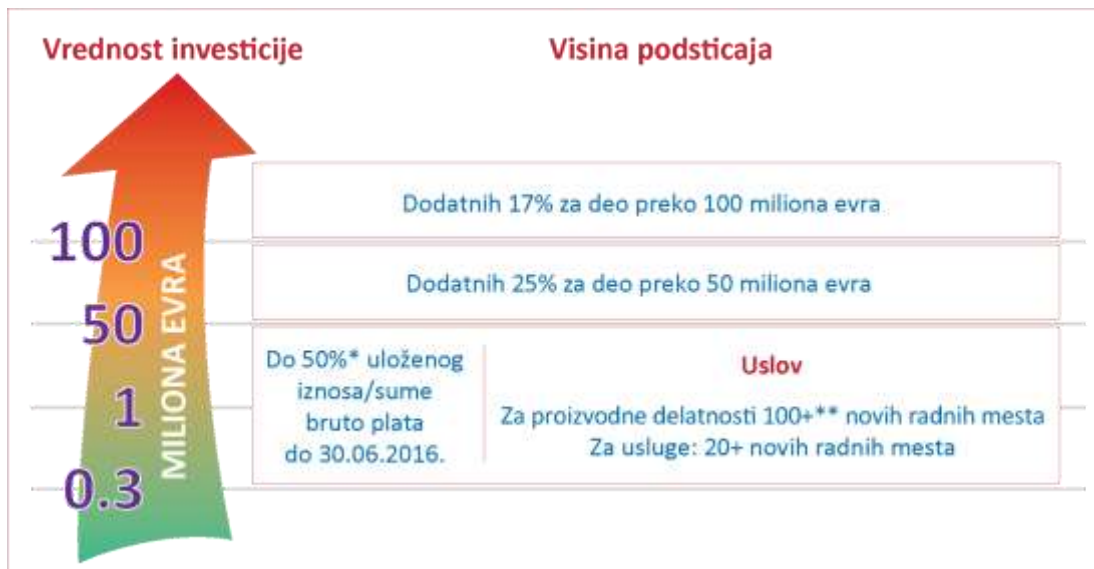 Vrednost investicije
Visina podsticaja
100
50
1
0.3
MILIONA EVRA
Dodatnih 17% za deo preko 100 miliona evra
Dodatnih 25% za deo preko 50 miliona evra
Do 50%* uloženog
iznosa/sume
bruto plata
do 30.06.2016.
Uslov
Za proizvodne delatnosti 100+** novih radnih mesta
Za usluge: 20+ novih radnih mesta